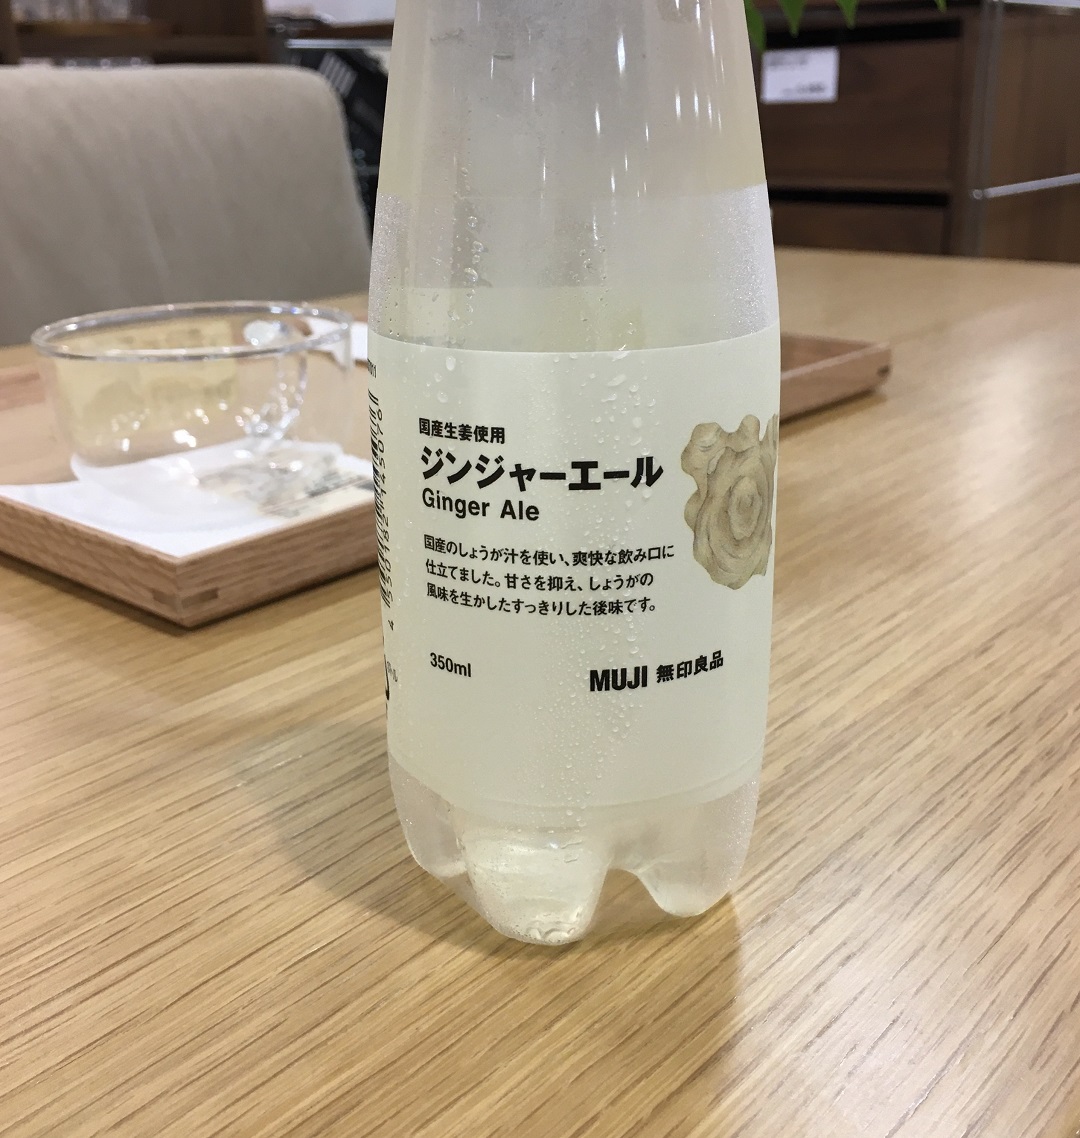 国産生姜使用
ジンジャーエール
Ginger Ale
国産のしょうが汁を使い、爽快な飲み口に
仕立てました。甘さを抑え、しょうがの
風味を生かしたすっきりした後味です。
350ml
MUJI 無印良品